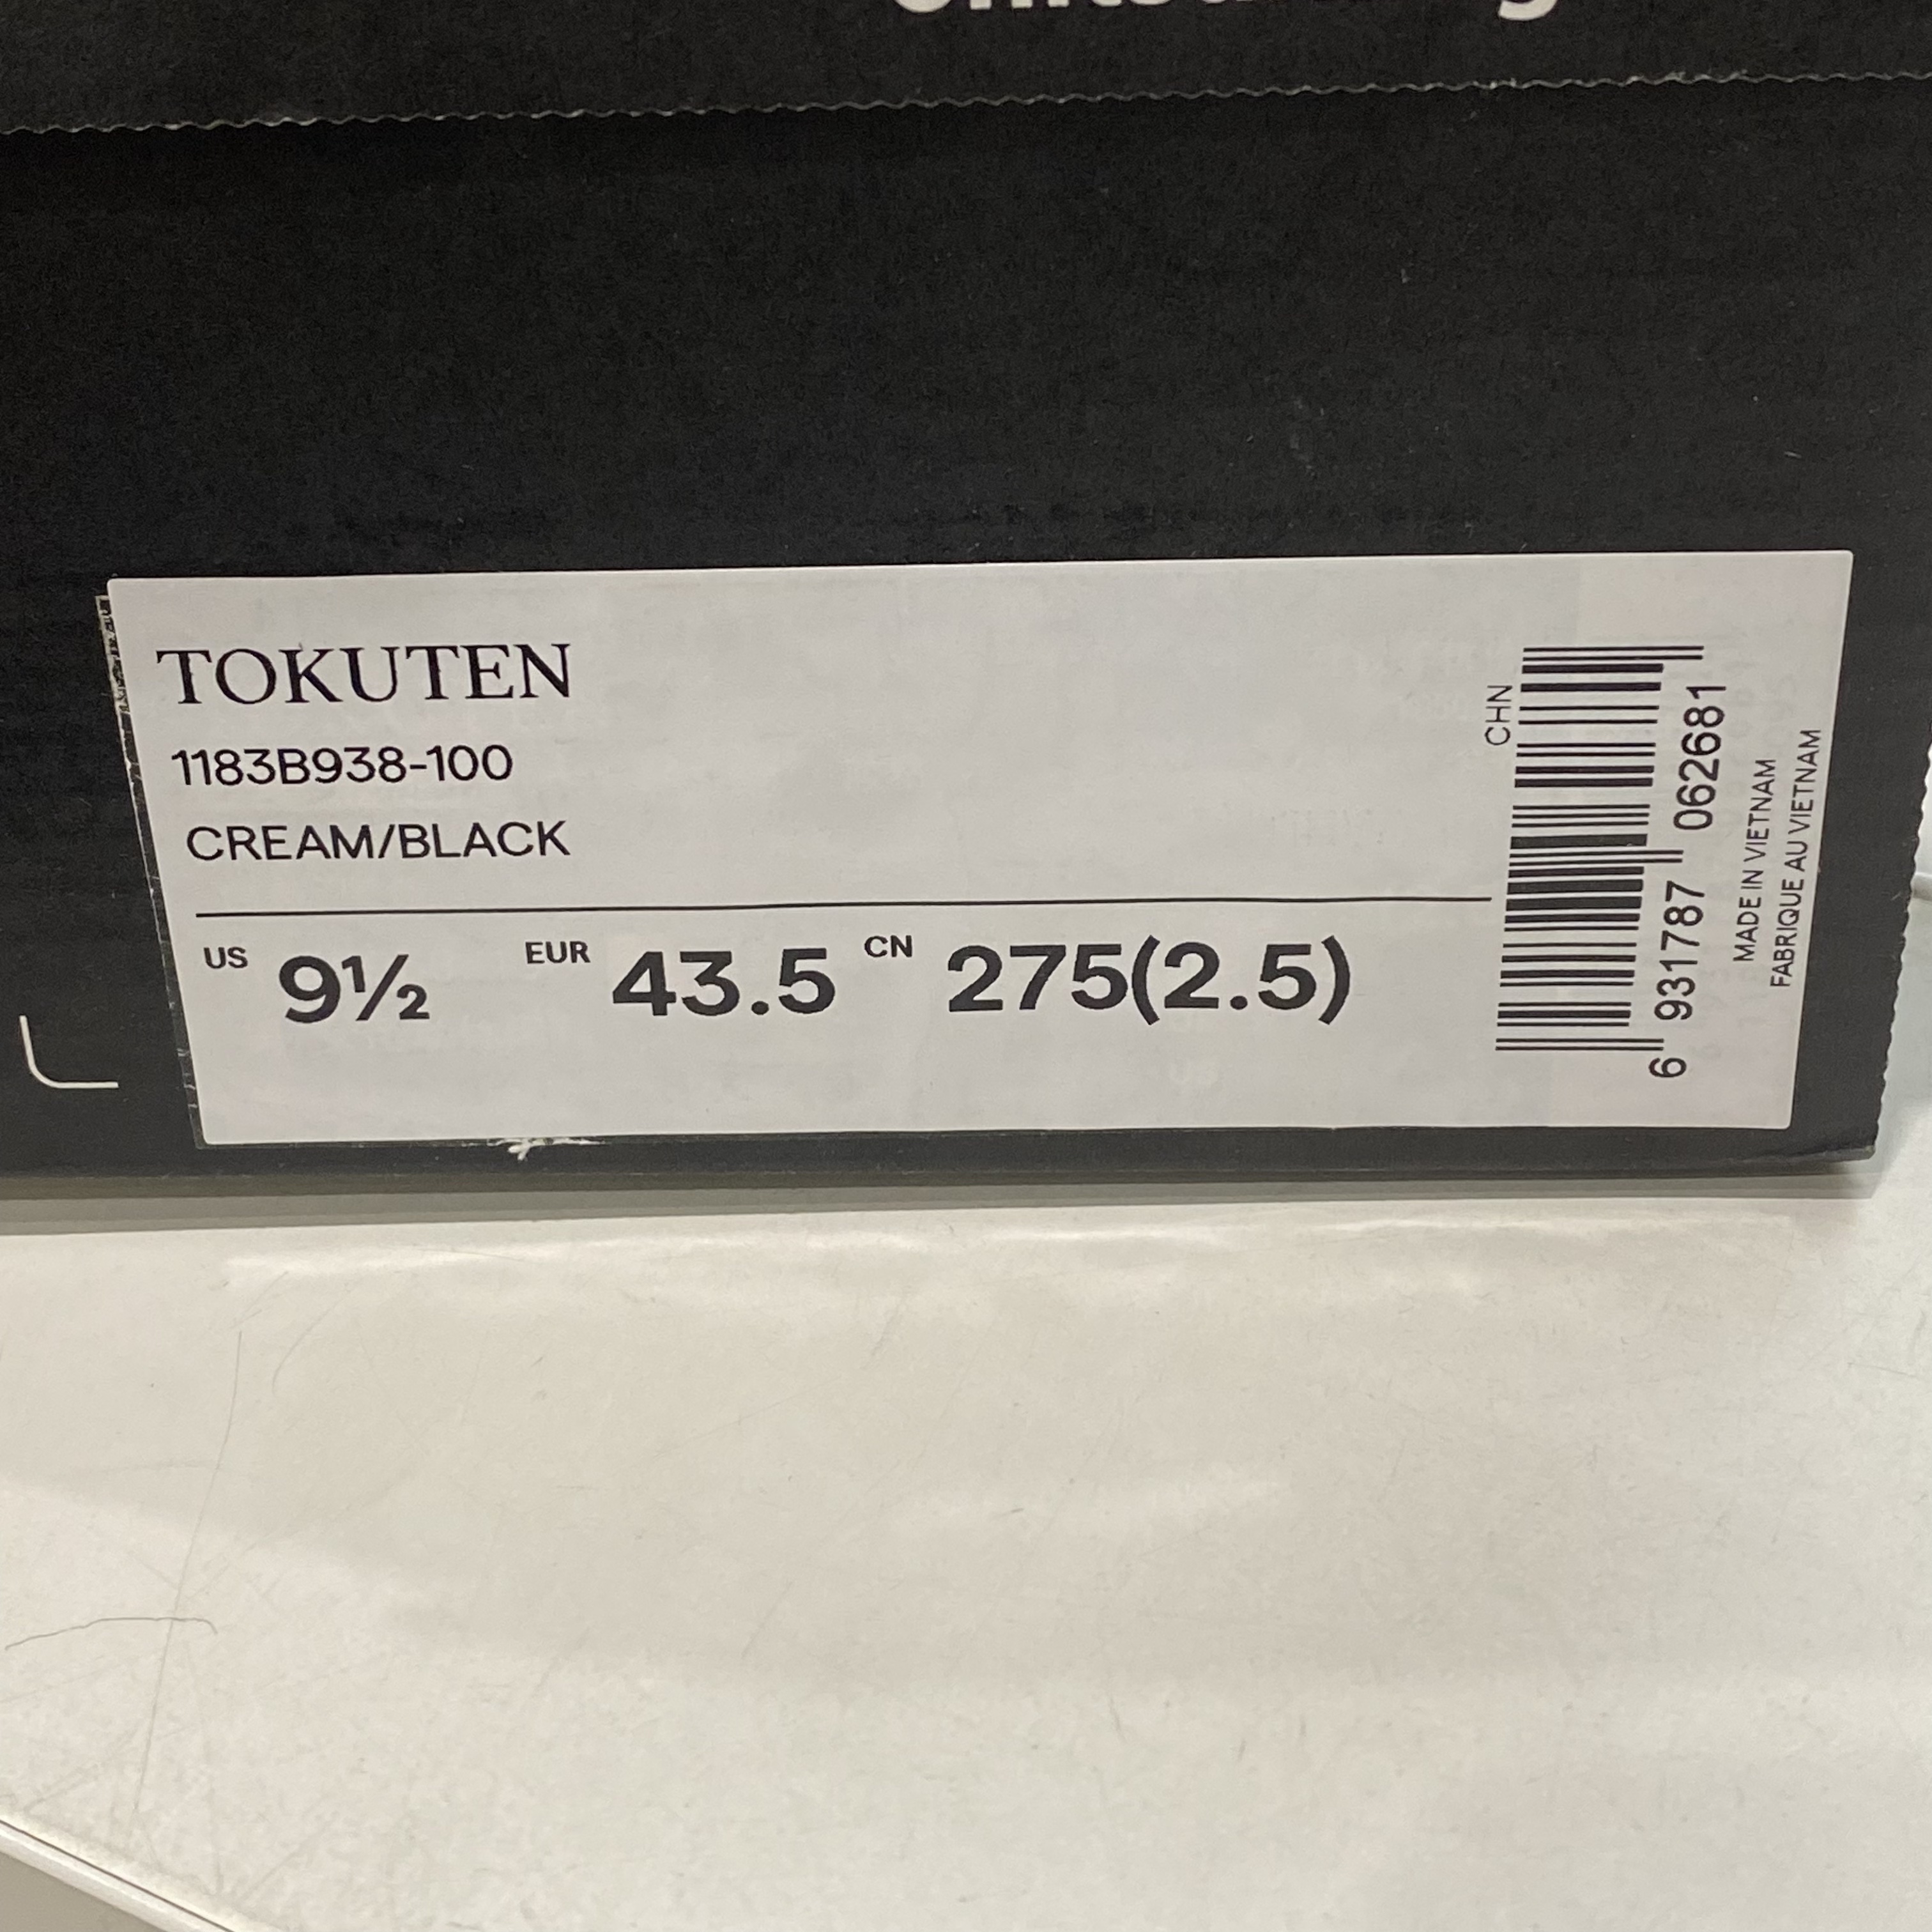 TOKUTEN
1183B938-100
CREAM/BLACK
US 9½ EUR 43.5 CN 275(2.5)
CHN
6 931787 062681
MADE IN VIETNAM
FABRIQUE AU VIETNAM